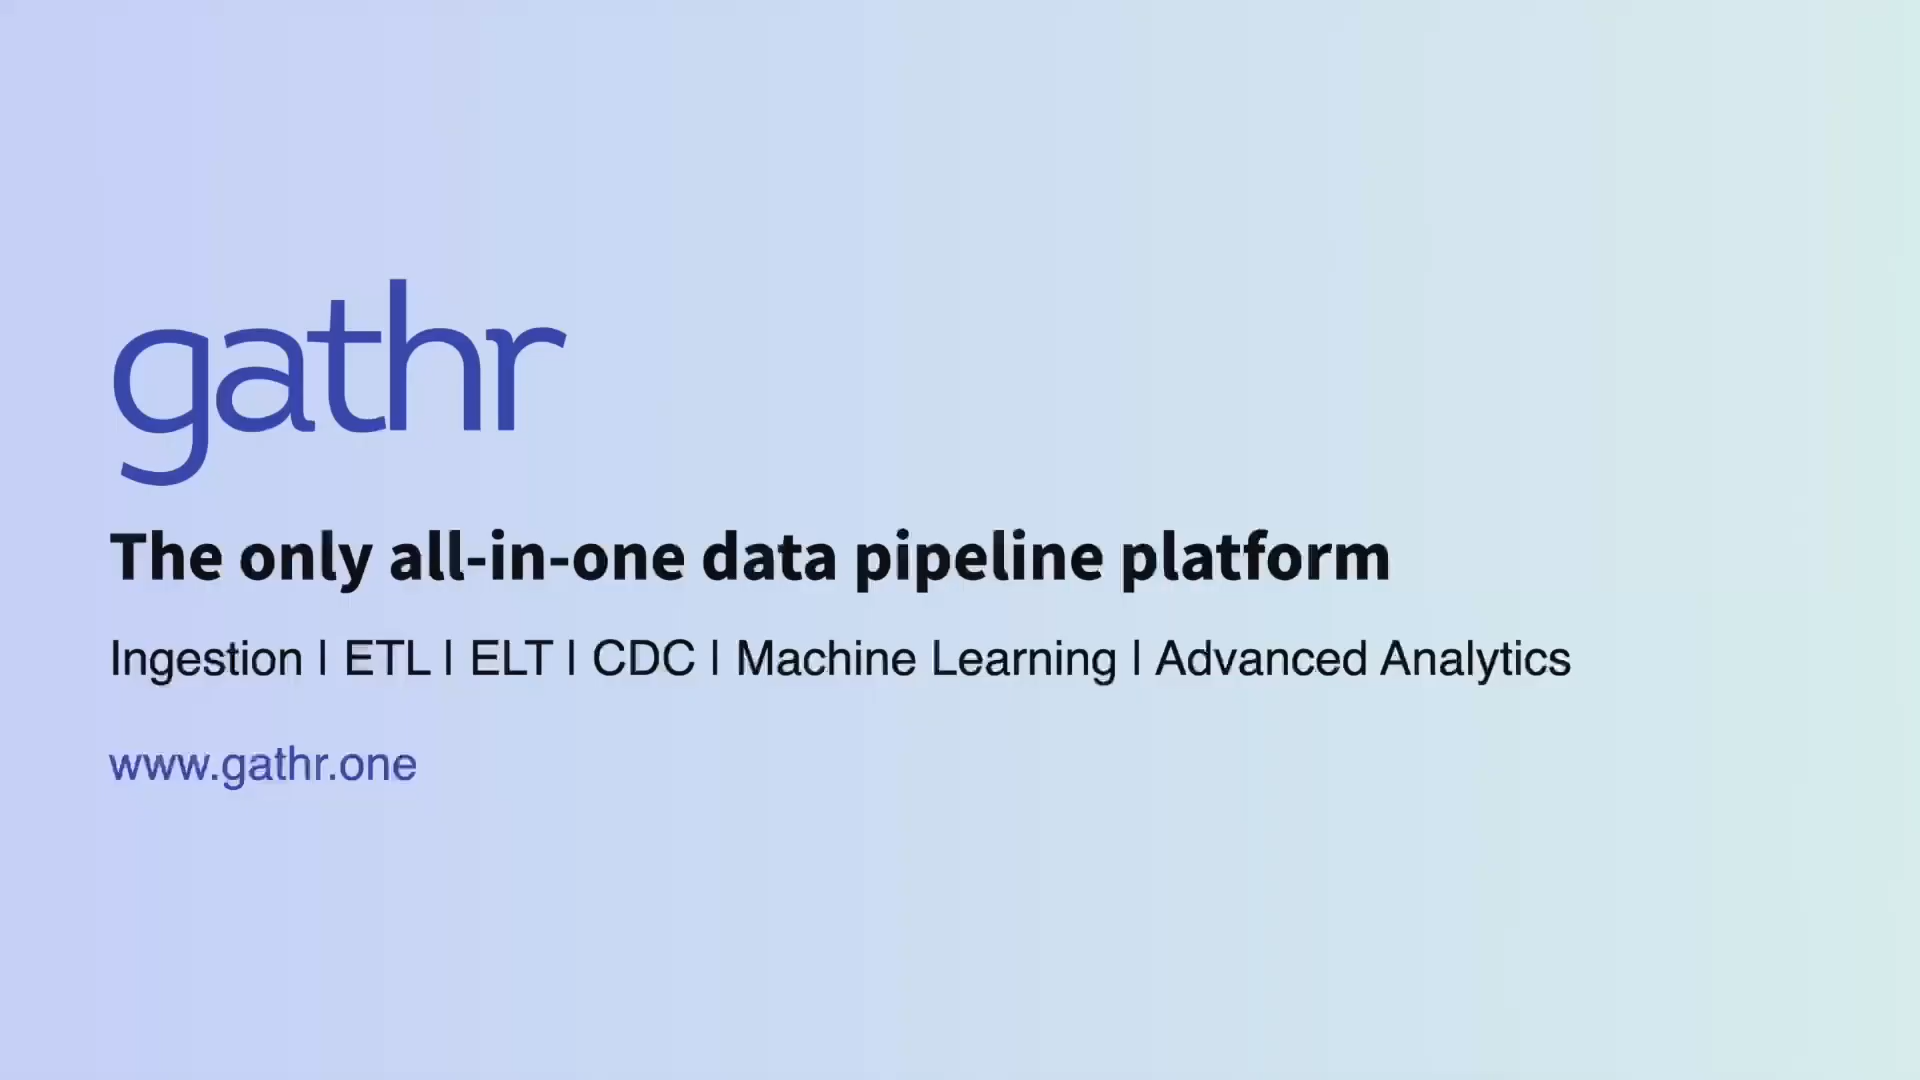 gathr
The only all-in-one data pipeline platform
Ingestion | ETL | ELT | CDC | Machine Learning | Advanced Analytics
www.gathr.one